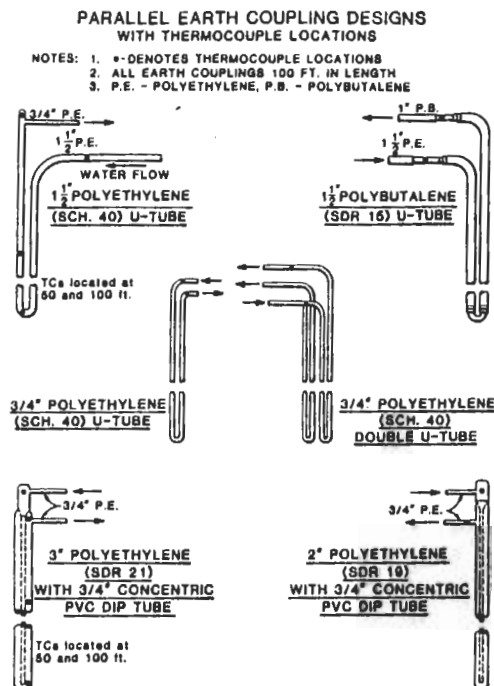 PARALLEL EARTH COUPLING DESIGNS
WITH THERMOCOUPLE LOCATIONS
NOTES: 1. •-DENOTES THERMOCOUPLE LOCATIONS
2. ALL EARTH COUPLINGS 100 FT. IN LENGTH
3. P.E. - POLYETHYLENE, P.B. - POLYBUTALENE
3/4" P.E.
1 1/2" P.E.
WATER FLOW
1 1/2" POLYETHYLENE
(SCH. 40) U-TUBE
TCs located at
50 and 100 ft.
1" P.B.
1 1/2" P.E.
1 1/2" POLYBUTALENE
(SDR 15) U-TUBE
3/4" POLYETHYLENE
(SCH. 40) U-TUBE
3/4" POLYETHYLENE
(SCH. 40)
DOUBLE U-TUBE
3/4" P.E.
3" POLYETHYLENE
(SDR 21)
WITH 3/4" CONCENTRIC
PVC DIP TUBE
TCs located at
50 and 100 ft.
3/4" P.E.
2" POLYETHYLENE
(SDR 19)
WITH 3/4" CONCENTRIC
PVC DIP TUBE